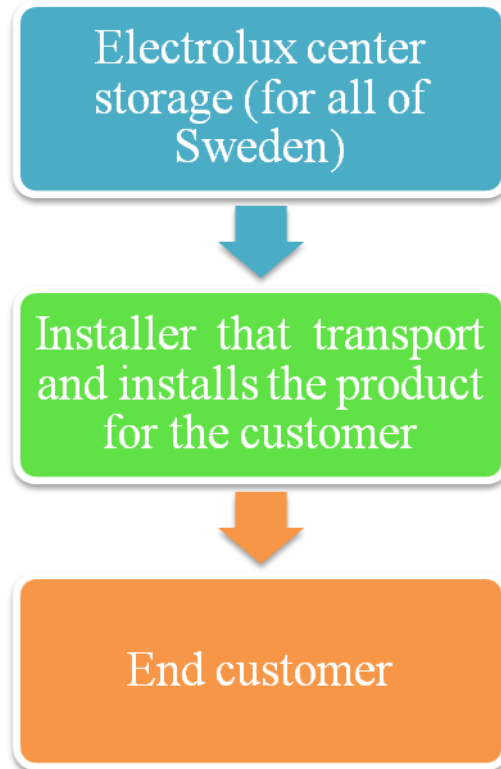 Electrolux center
storage (for all of
Sweden)
Installer that transport
and installs the product
for the customer
End customer